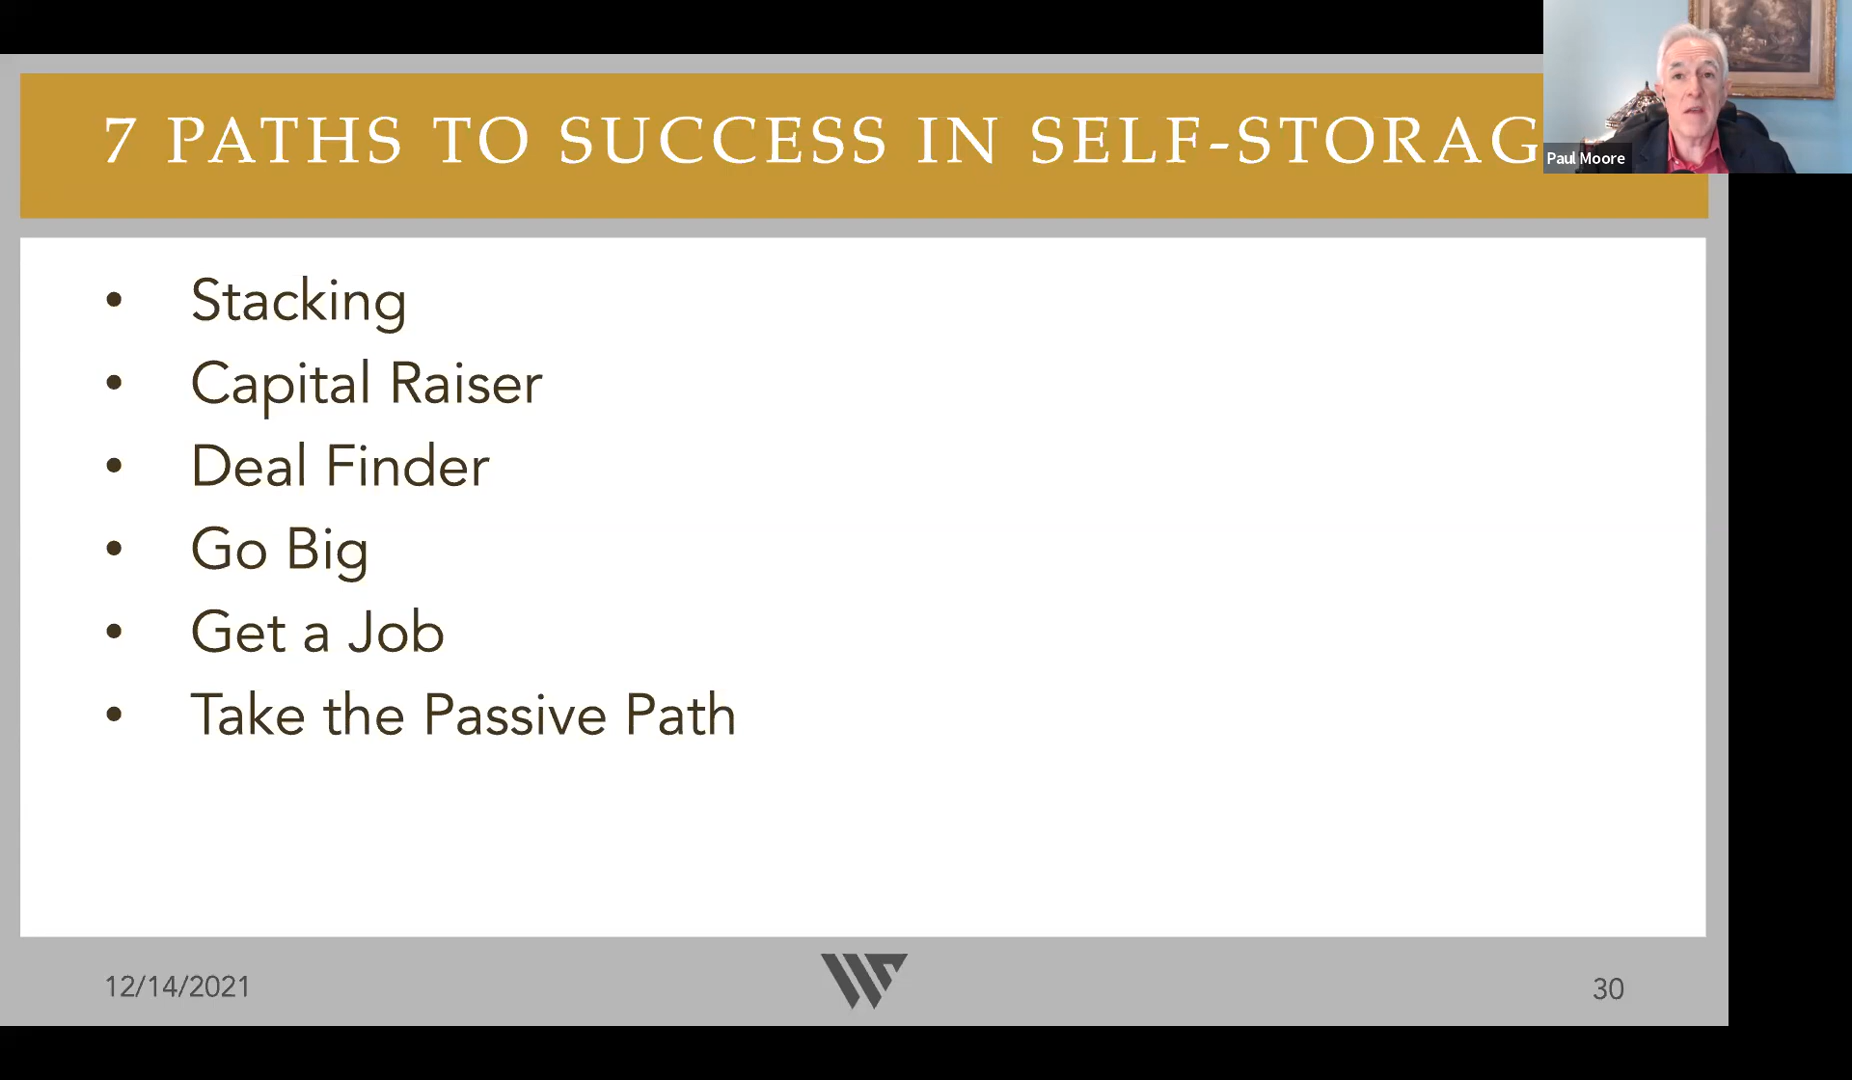 7 PATHS TO SUCCESS IN SELF-STORAG
Paul Moore
• Stacking
• Capital Raiser
• Deal Finder
• Go Big
• Get a Job
• Take the Passive Path
12/14/2021
30